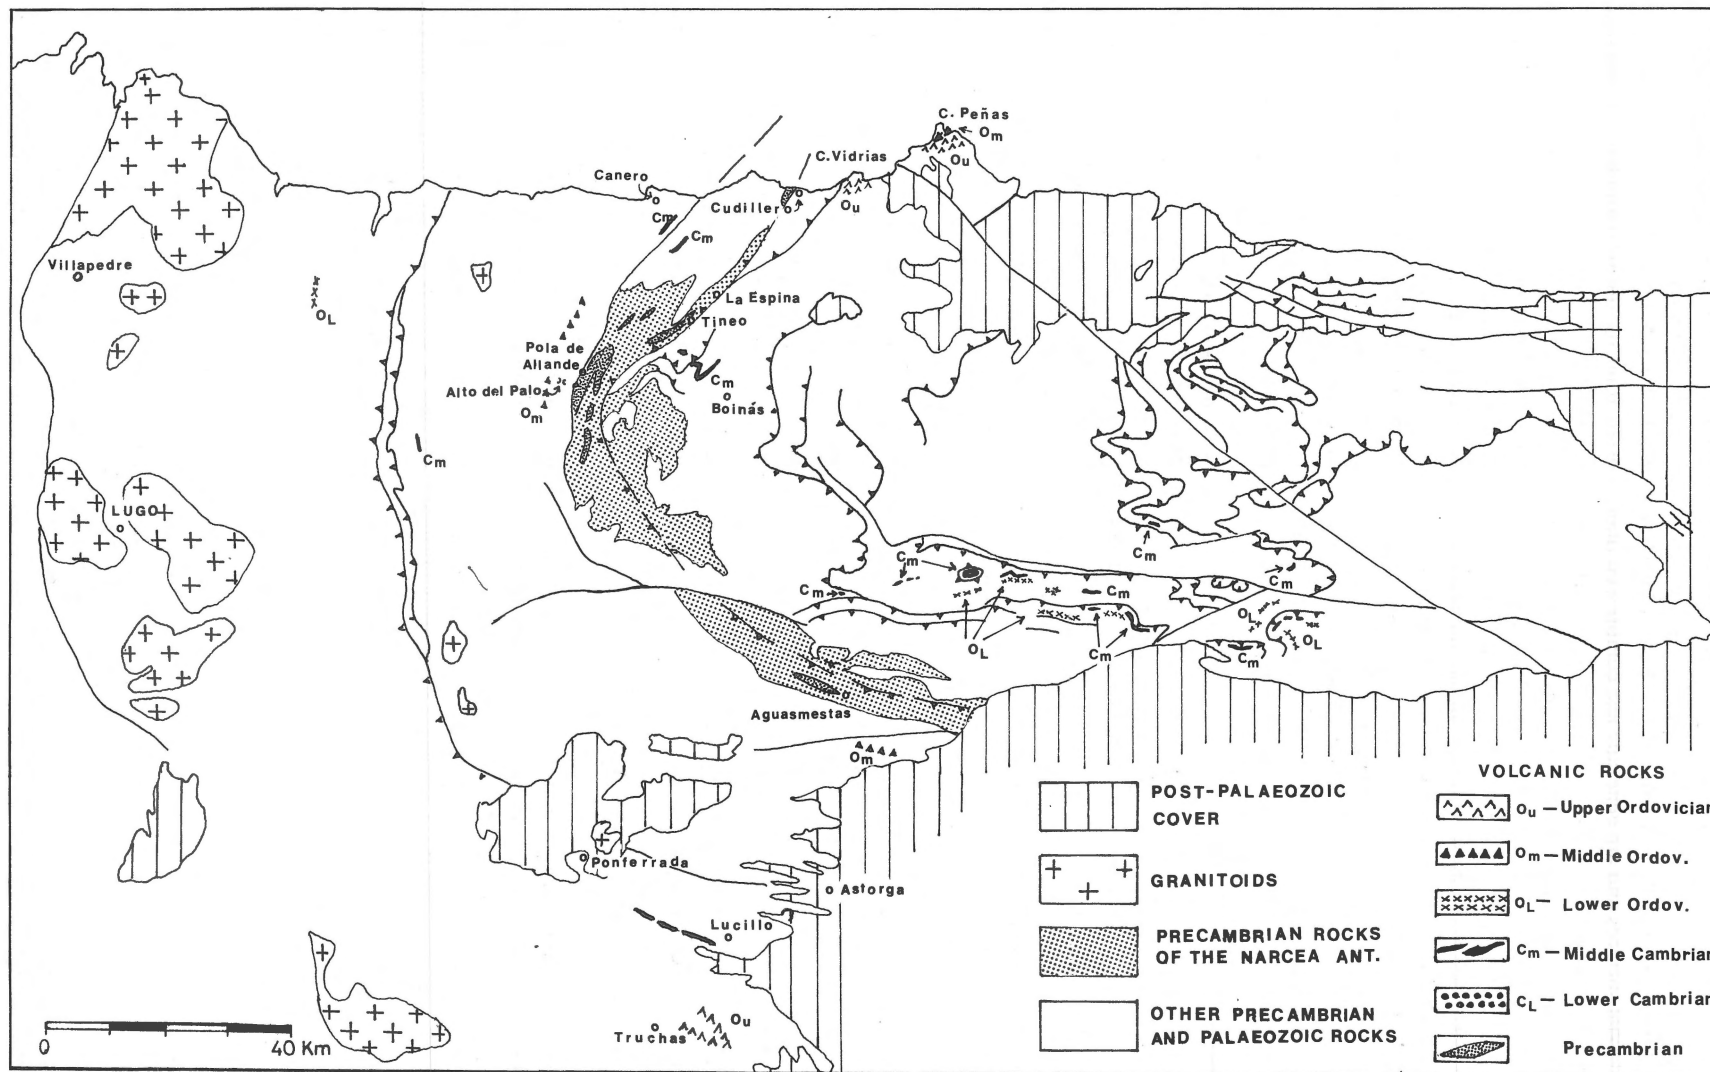 C. Peñas
Om
Ou
C. Vidrias
Canero
Cudillero
Ou
Cm
Cm
Villapedre
OL
La Espina
Tineo
Pola de
Allande
Alto del Palo
Om
Cm
Boinás
Cm
LUGO
Cm
Cm
Cm
Cm
Cm
Cm
OL
OL
OL
Cm
Cm
Aguasmestas
Om
Ponferrada
Astorga
Lucillo
Truchas
Ou
0 40 Km
POST-PALAEOZOIC
COVER
GRANITOIDS
PRECAMBRIAN ROCKS
OF THE NARCEA ANT.
OTHER PRECAMBRIAN
AND PALAEOZOIC ROCKS
VOLCANIC ROCKS
Ou — Upper Ordovician
Om — Middle Ordov.
OL — Lower Ordov.
Cm — Middle Cambrian
CL — Lower Cambrian
Precambrian